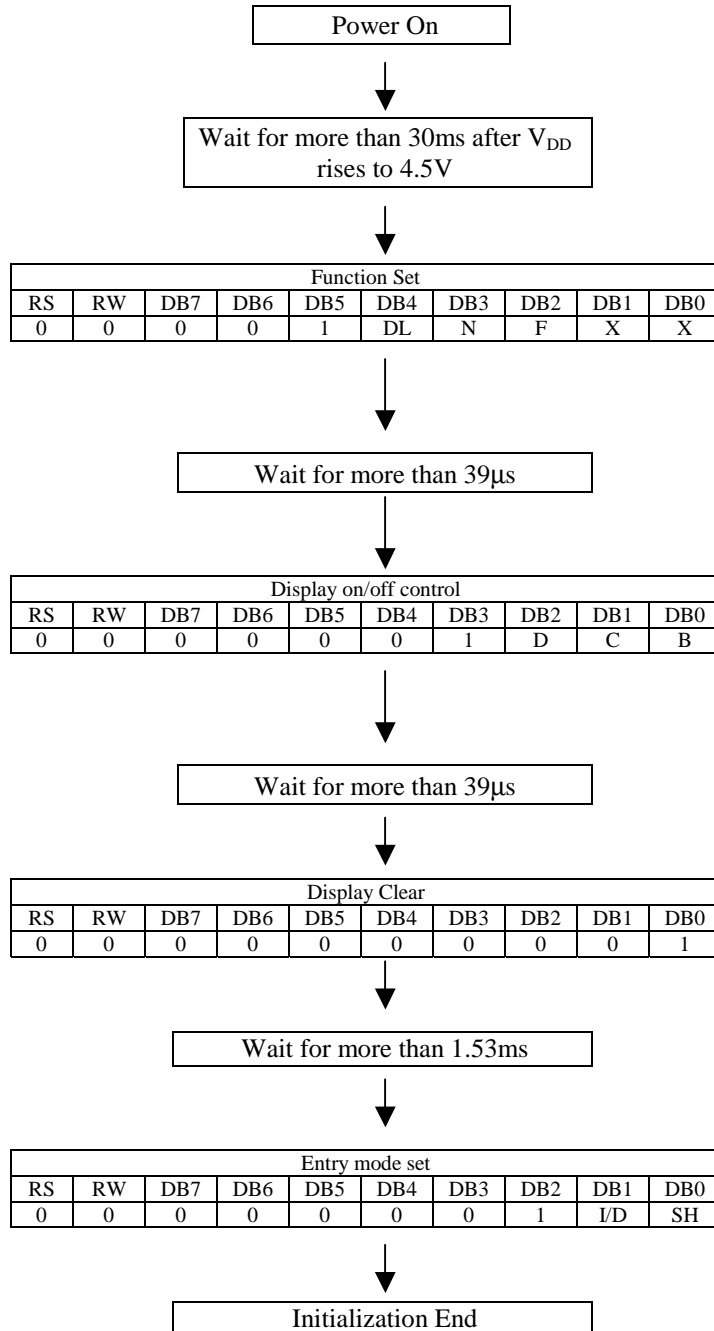 Power On
Wait for more than 30ms after VDD
rises to 4.5V
Function Set
RS RW DB7 DB6 DB5 DB4 DB3 DB2 DB1 DB0
0 0 0 0 1 DL N F X X
Wait for more than 39μs
Display on/off control
RS RW DB7 DB6 DB5 DB4 DB3 DB2 DB1 DB0
0 0 0 0 0 0 1 D C B
Wait for more than 39μs
Display Clear
RS RW DB7 DB6 DB5 DB4 DB3 DB2 DB1 DB0
0 0 0 0 0 0 0 0 0 1
Wait for more than 1.53ms
Entry mode set
RS RW DB7 DB6 DB5 DB4 DB3 DB2 DB1 DB0
0 0 0 0 0 0 0 1 I/D SH
Initialization End